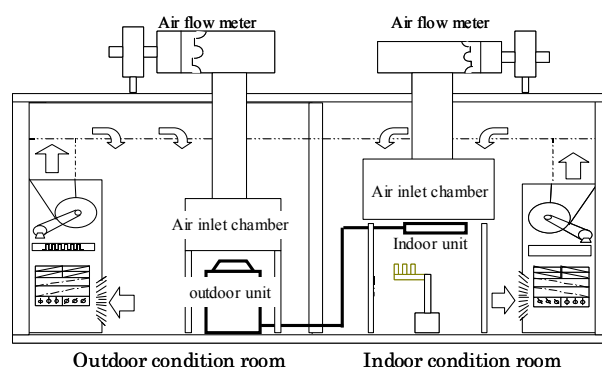 Air flow meter
Air flow meter
Air inlet chamber
Air inlet chamber
Indoor unit
outdoor unit
Outdoor condition room
Indoor condition room